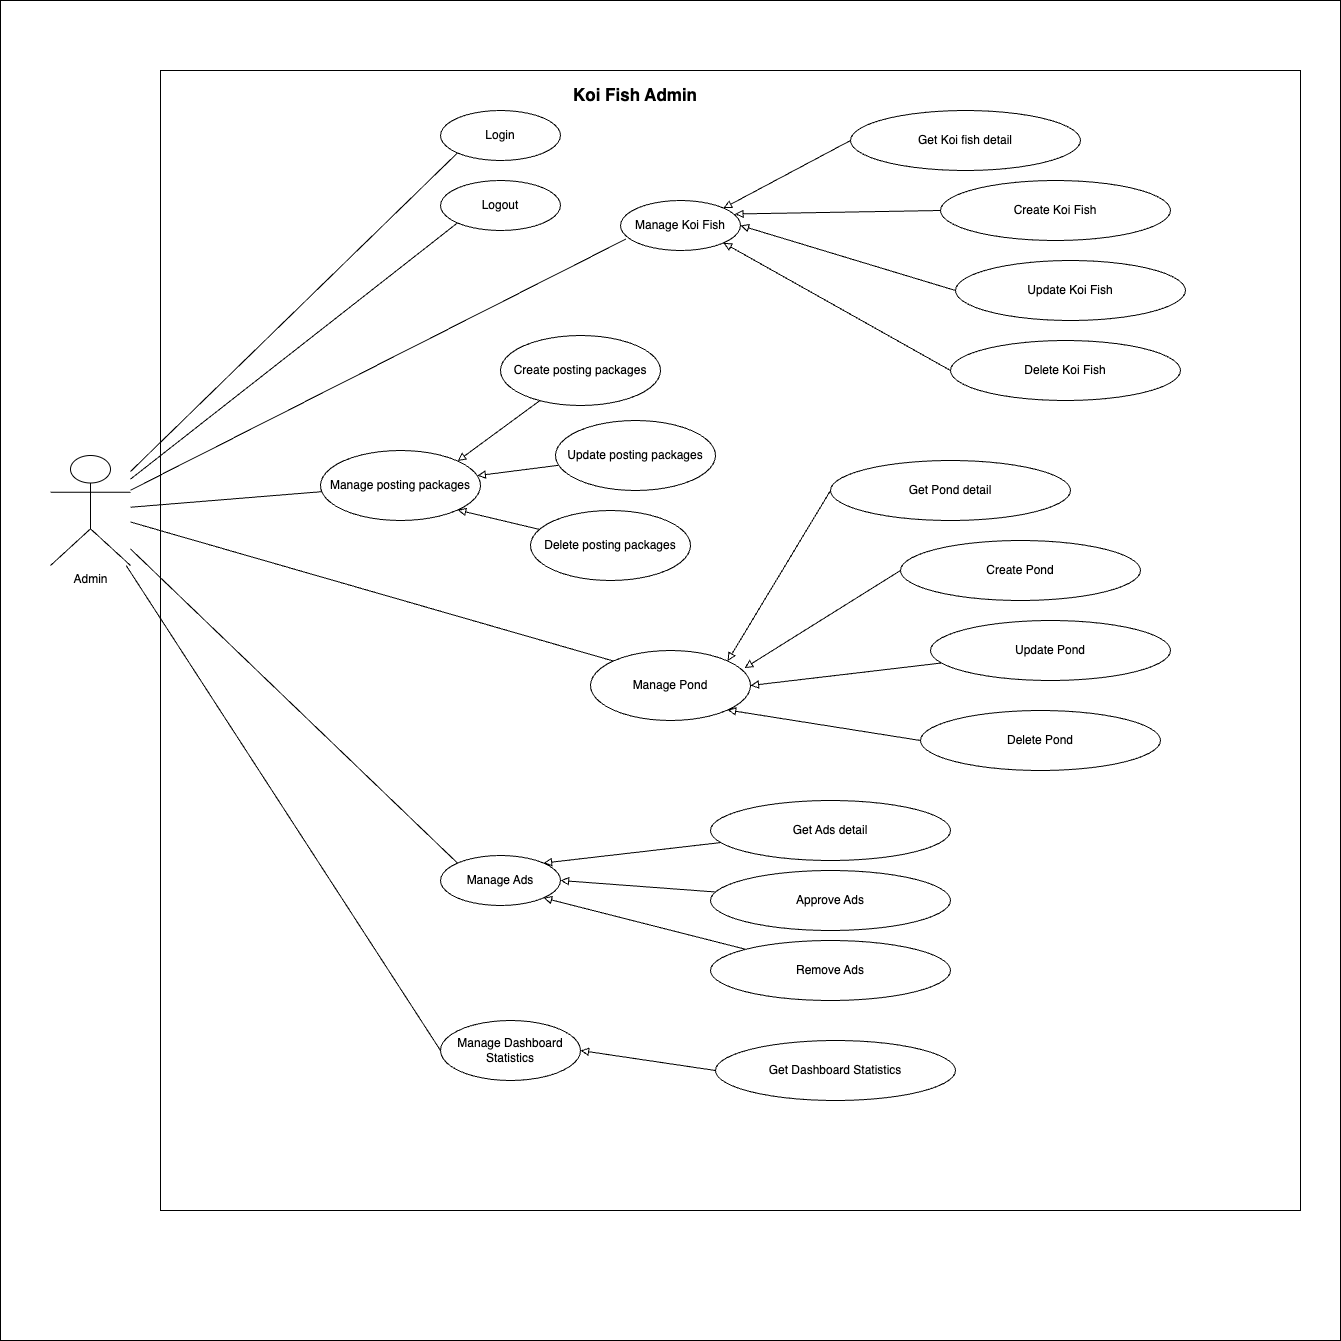 Koi Fish Admin
Login
Get Koi fish detail
Logout
Create Koi Fish
Manage Koi Fish
Update Koi Fish
Create posting packages
Delete Koi Fish
Update posting packages
Manage posting packages
Get Pond detail
Delete posting packages
Create Pond
Admin
Update Pond
Manage Pond
Delete Pond
Get Ads detail
Manage Ads
Approve Ads
Remove Ads
Manage Dashboard
Statistics
Get Dashboard Statistics